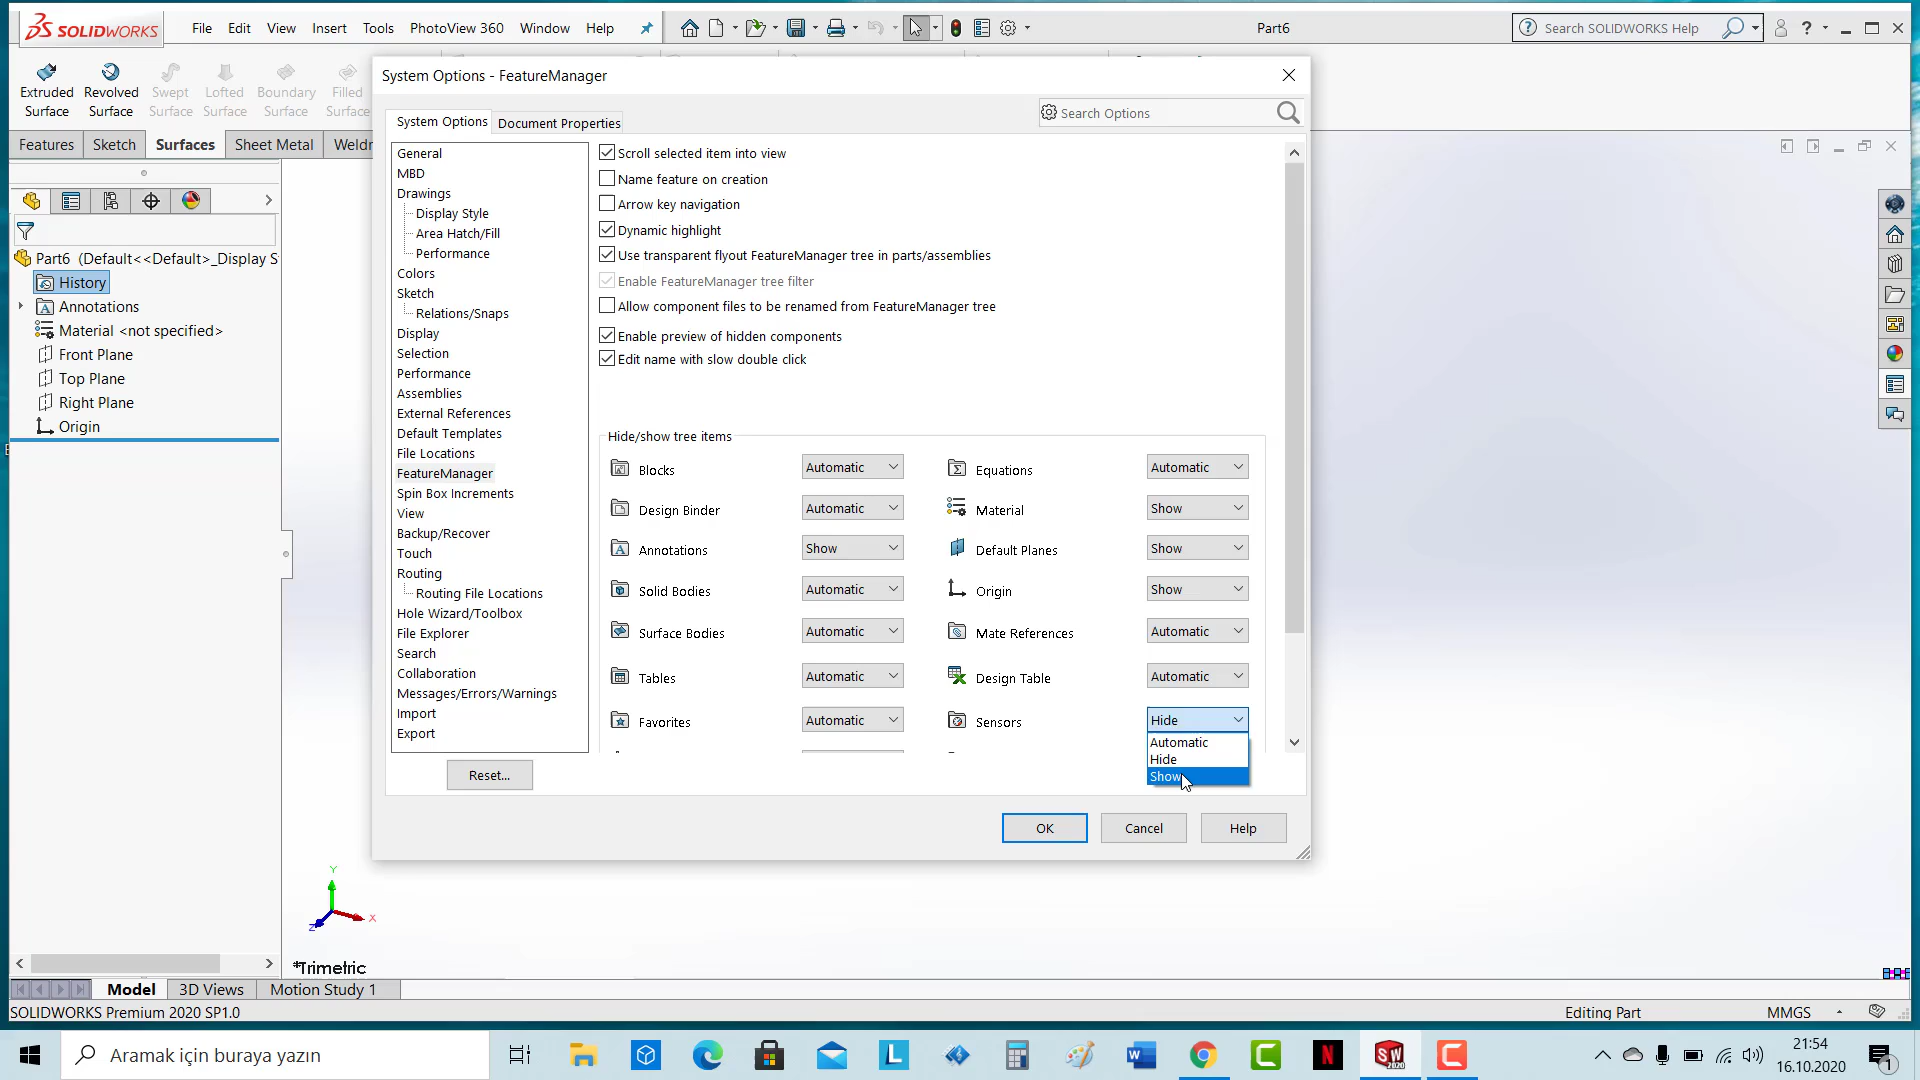 SOLIDWORKS
File Edit View Insert Tools PhotoView 360 Window Help
Part6
Search SOLIDWORKS Help
Extruded Surface
Revolved Surface
Swept Surface
Lofted Surface
Boundary Surface
Filled Surface
Features Sketch Surfaces Sheet Metal Weldr
Part6 (Default<<Default>_Display S
History
Annotations
Material <not specified>
Front Plane
Top Plane
Right Plane
Origin
System Options - FeatureManager
System Options Document Properties
Search Options
General
MBD
Drawings
Display Style
Area Hatch/Fill
Performance
Colors
Sketch
Relations/Snaps
Display
Selection
Performance
Assemblies
External References
Default Templates
File Locations
FeatureManager
Spin Box Increments
View
Backup/Recover
Touch
Routing
Routing File Locations
Hole Wizard/Toolbox
File Explorer
Search
Collaboration
Messages/Errors/Warnings
Import
Export
Reset...
Scroll selected item into view
Name feature on creation
Arrow key navigation
Dynamic highlight
Use transparent flyout FeatureManager tree in parts/assemblies
Enable FeatureManager tree filter
Allow component files to be renamed from FeatureManager tree
Enable preview of hidden components
Edit name with slow double click
Hide/show tree items
Blocks Automatic Equations Automatic
Design Binder Automatic Material Show
Annotations Show Default Planes Show
Solid Bodies Automatic Origin Show
Surface Bodies Automatic Mate References Automatic
Tables Automatic Design Table Automatic
Favorites Automatic Sensors Hide
Automatic
Hide
Show
OK Cancel Help
Y
X
Z
*Trimetric
Model 3D Views Motion Study 1
SOLIDWORKS Premium 2020 SP1.0
Editing Part
MMGS
Aramak için buraya yazın
21:54
16.10.2020
1